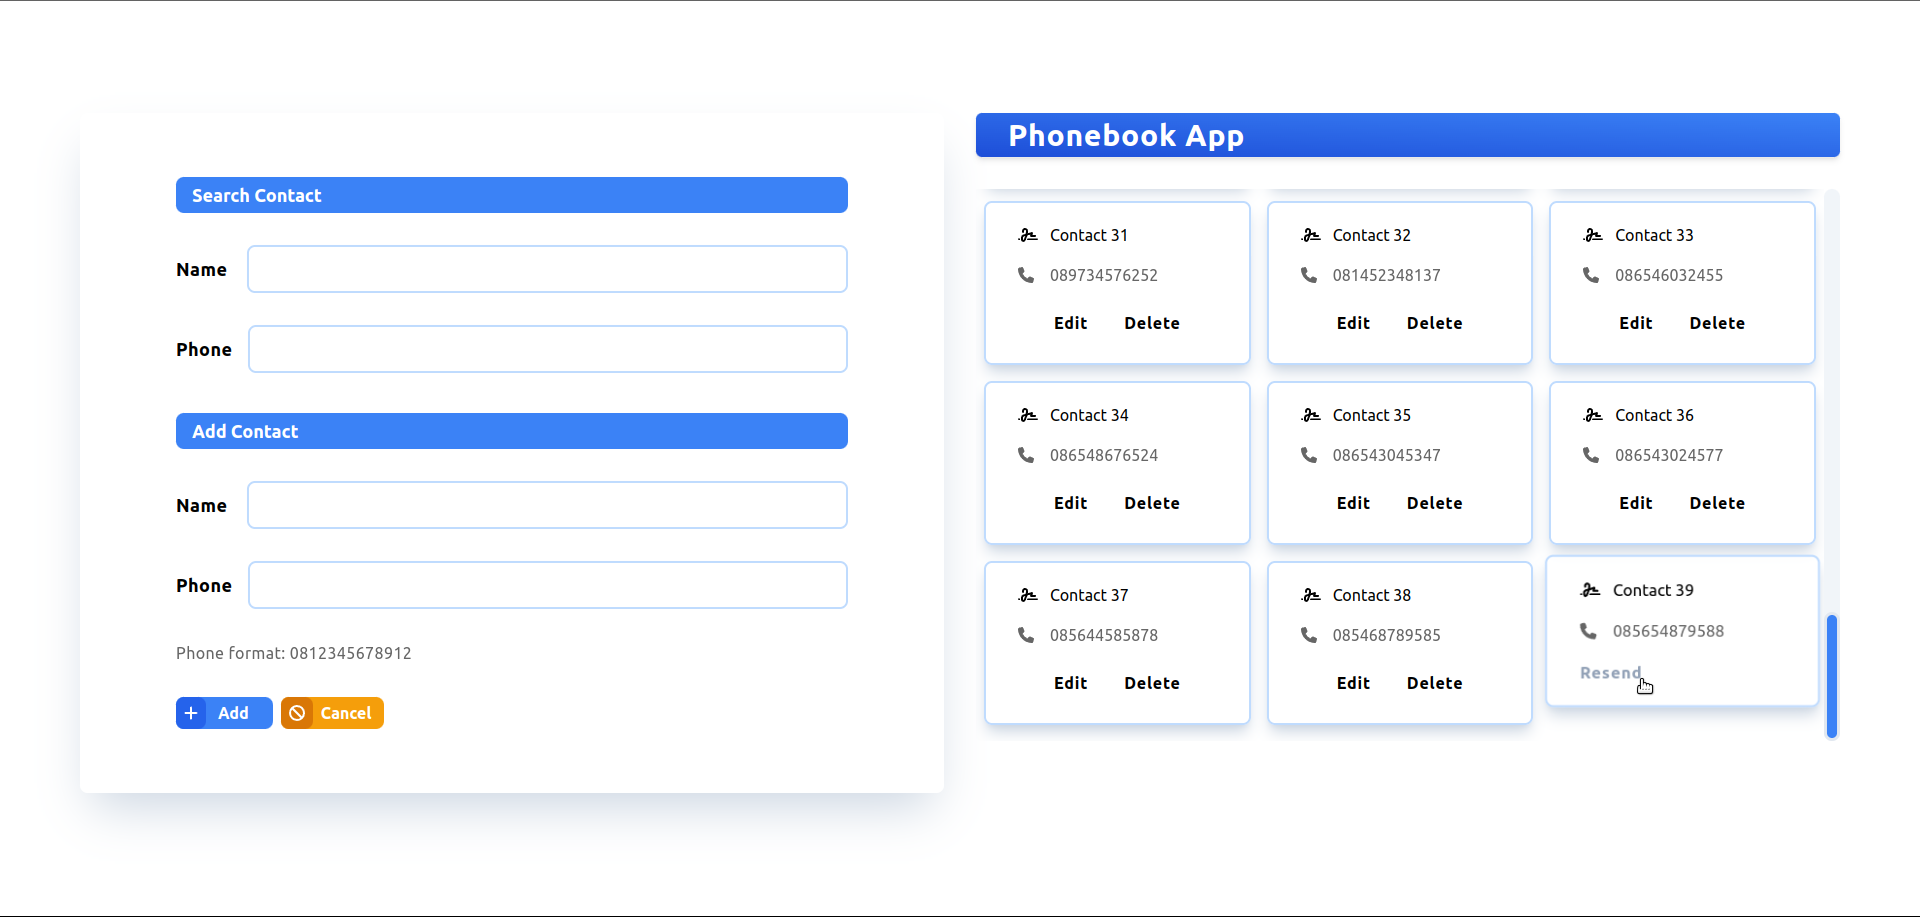 Search Contact
Name
Phone
Add Contact
Name
Phone
Phone format: 0812345678912
Add Cancel
Phonebook App
Contact 31
089734576252
Edit Delete
Contact 32
081452348137
Edit Delete
Contact 33
086546032455
Edit Delete
Contact 34
086548676524
Edit Delete
Contact 35
086543045347
Edit Delete
Contact 36
086543024577
Edit Delete
Contact 37
085644585878
Edit Delete
Contact 38
085468789585
Edit Delete
Contact 39
085654879588
Resend